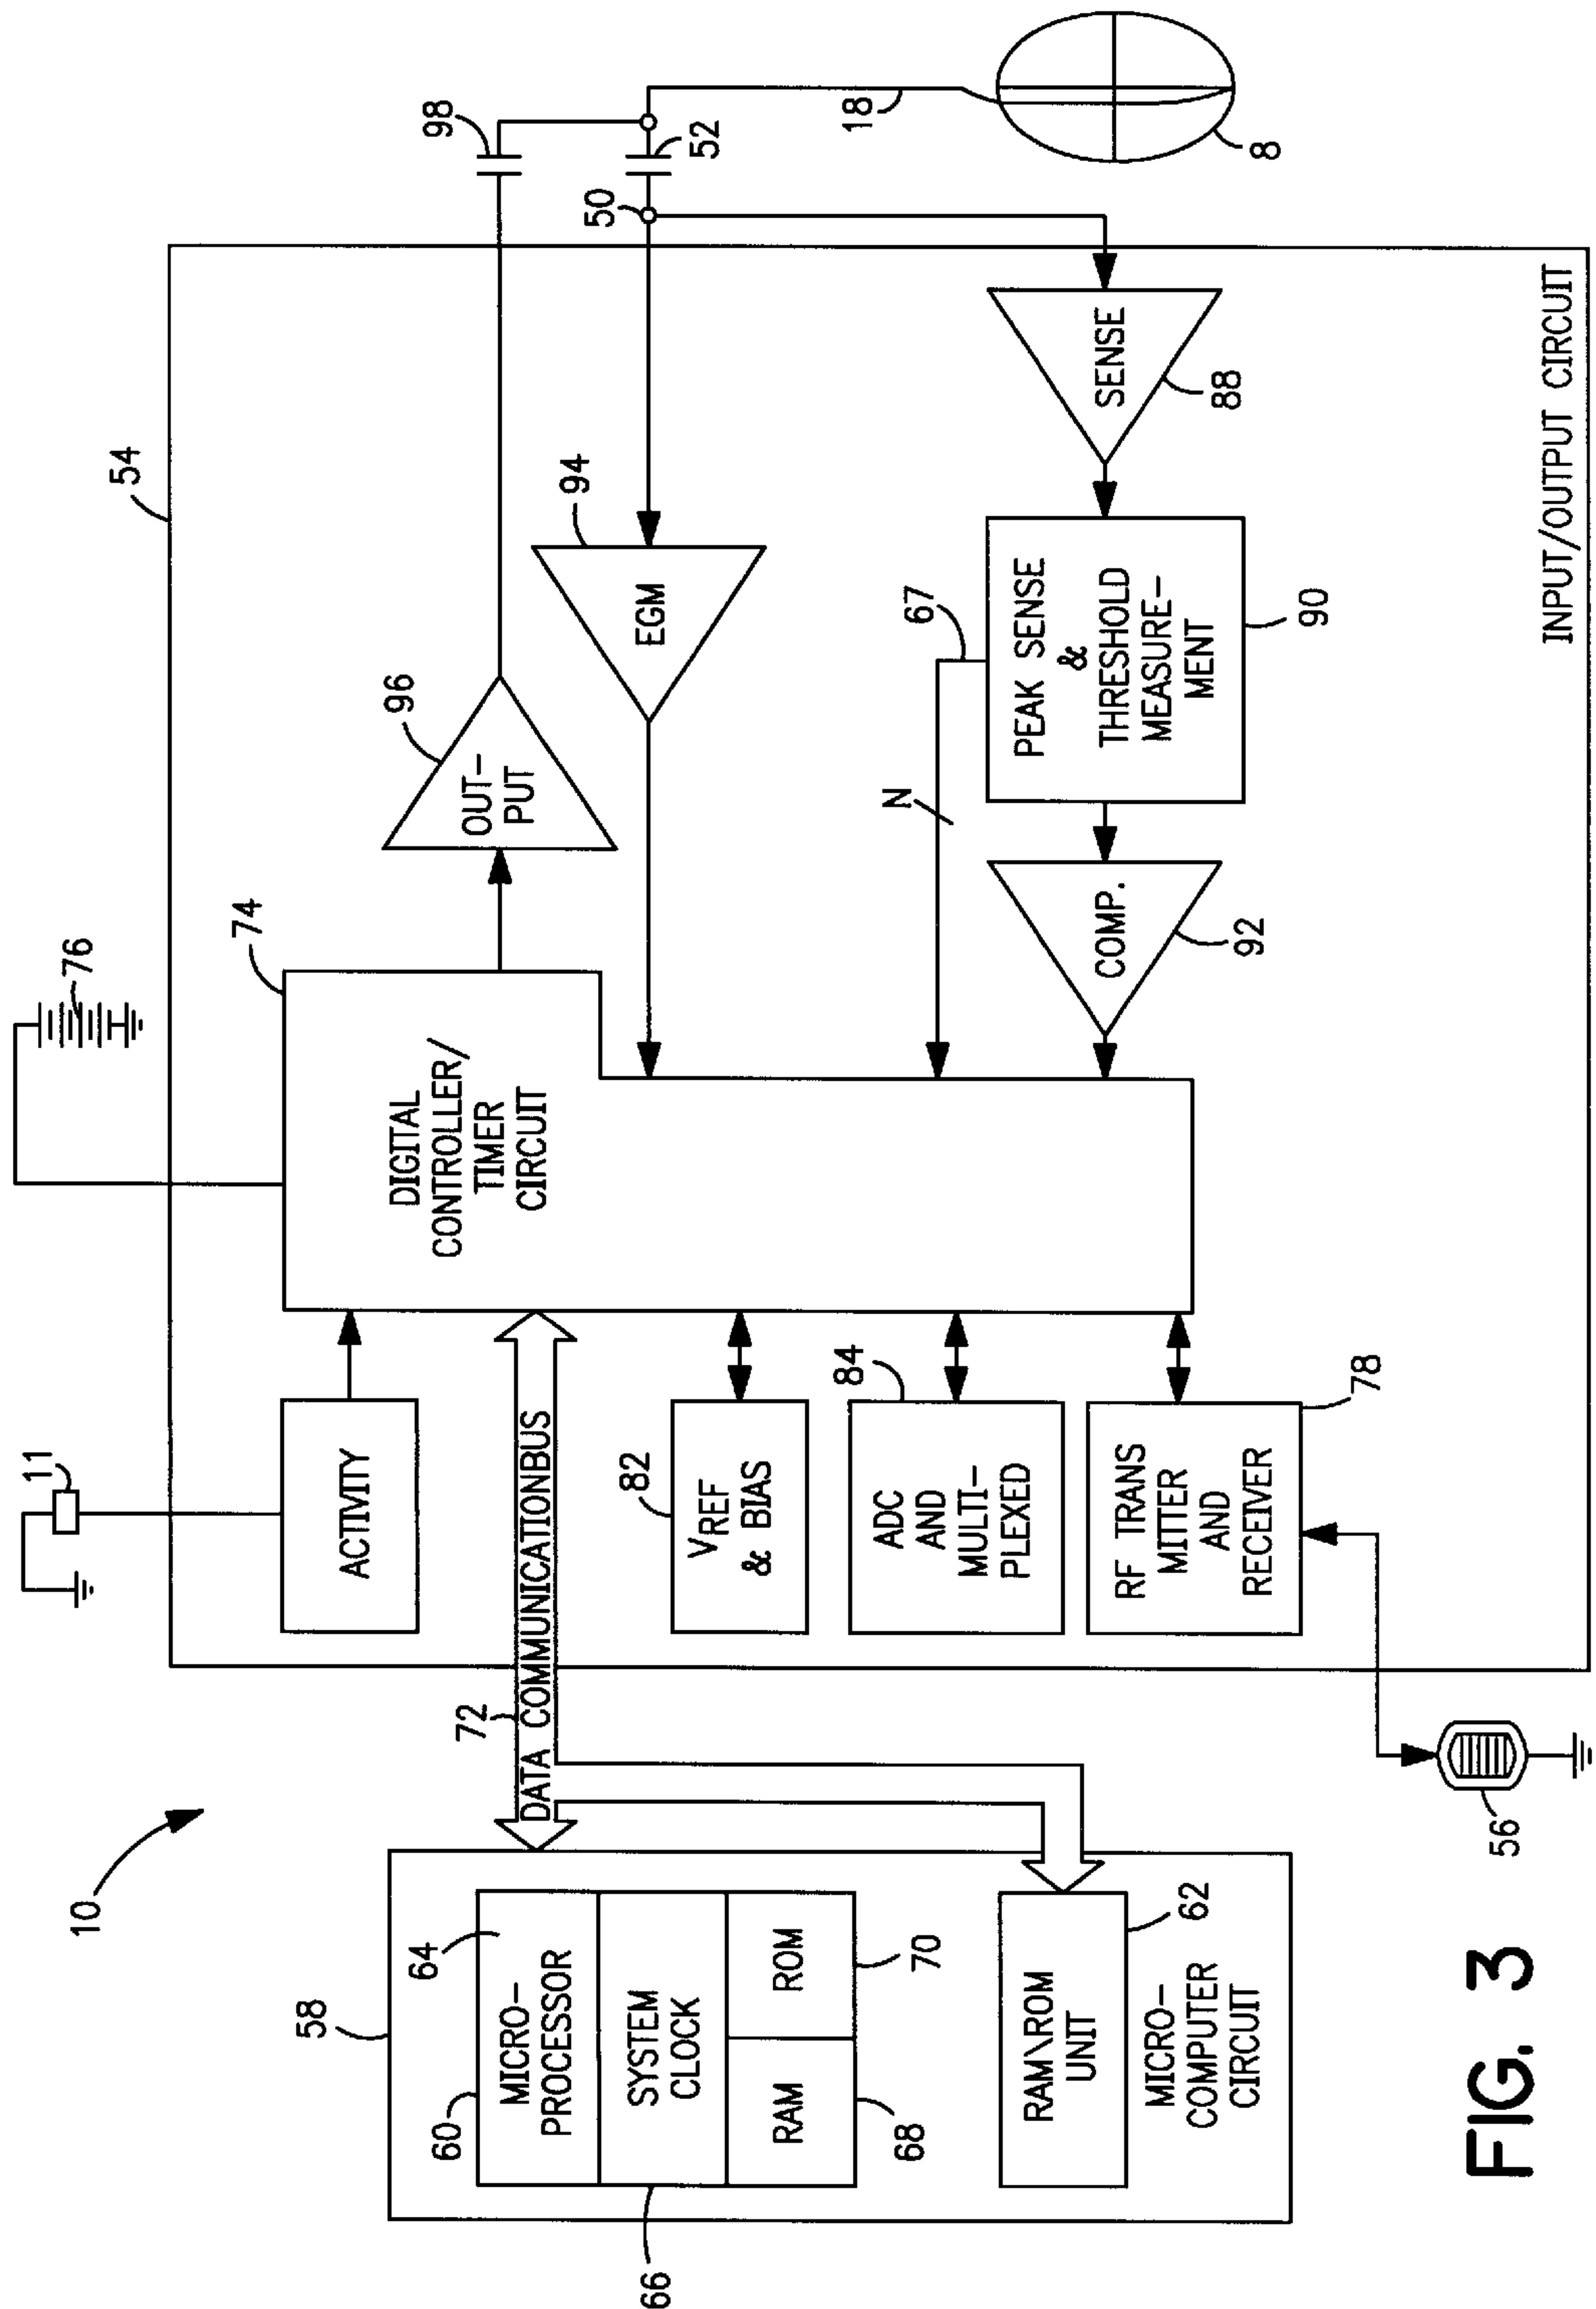 10
58
60
64
MICRO-
PROCESSOR
SYSTEM
CLOCK
66
RAM
ROM
68
70
RAM\ROM
UNIT
62
MICRO-
COMPUTER
CIRCUIT
72
DATA COMMUNICATIONBUS
56
11
ACTIVITY
82
VREF
& BIAS
84
ADC
AND
MULTI-
PLEXED
RF TRANS
MITTER
AND
RECEIVER
78
76
74
DIGITAL
CONTROLLER/
TIMER
CIRCUIT
54
96
OUT-
PUT
94
EGM
N
67
COMP.
92
PEAK SENSE
&
THRESHOLD
MEASURE-
MENT
90
SENSE
88
INPUT/OUTPUT CIRCUIT
98
50
52
18
8
FIG. 3